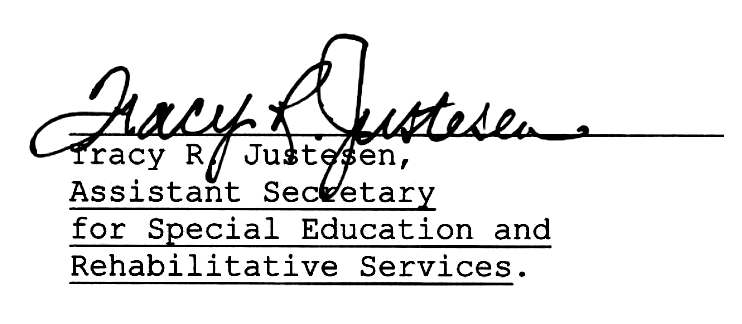 Tracy R. Justesen
Tracy R. Justesen,
Assistant Secretary
for Special Education and
Rehabilitative Services.